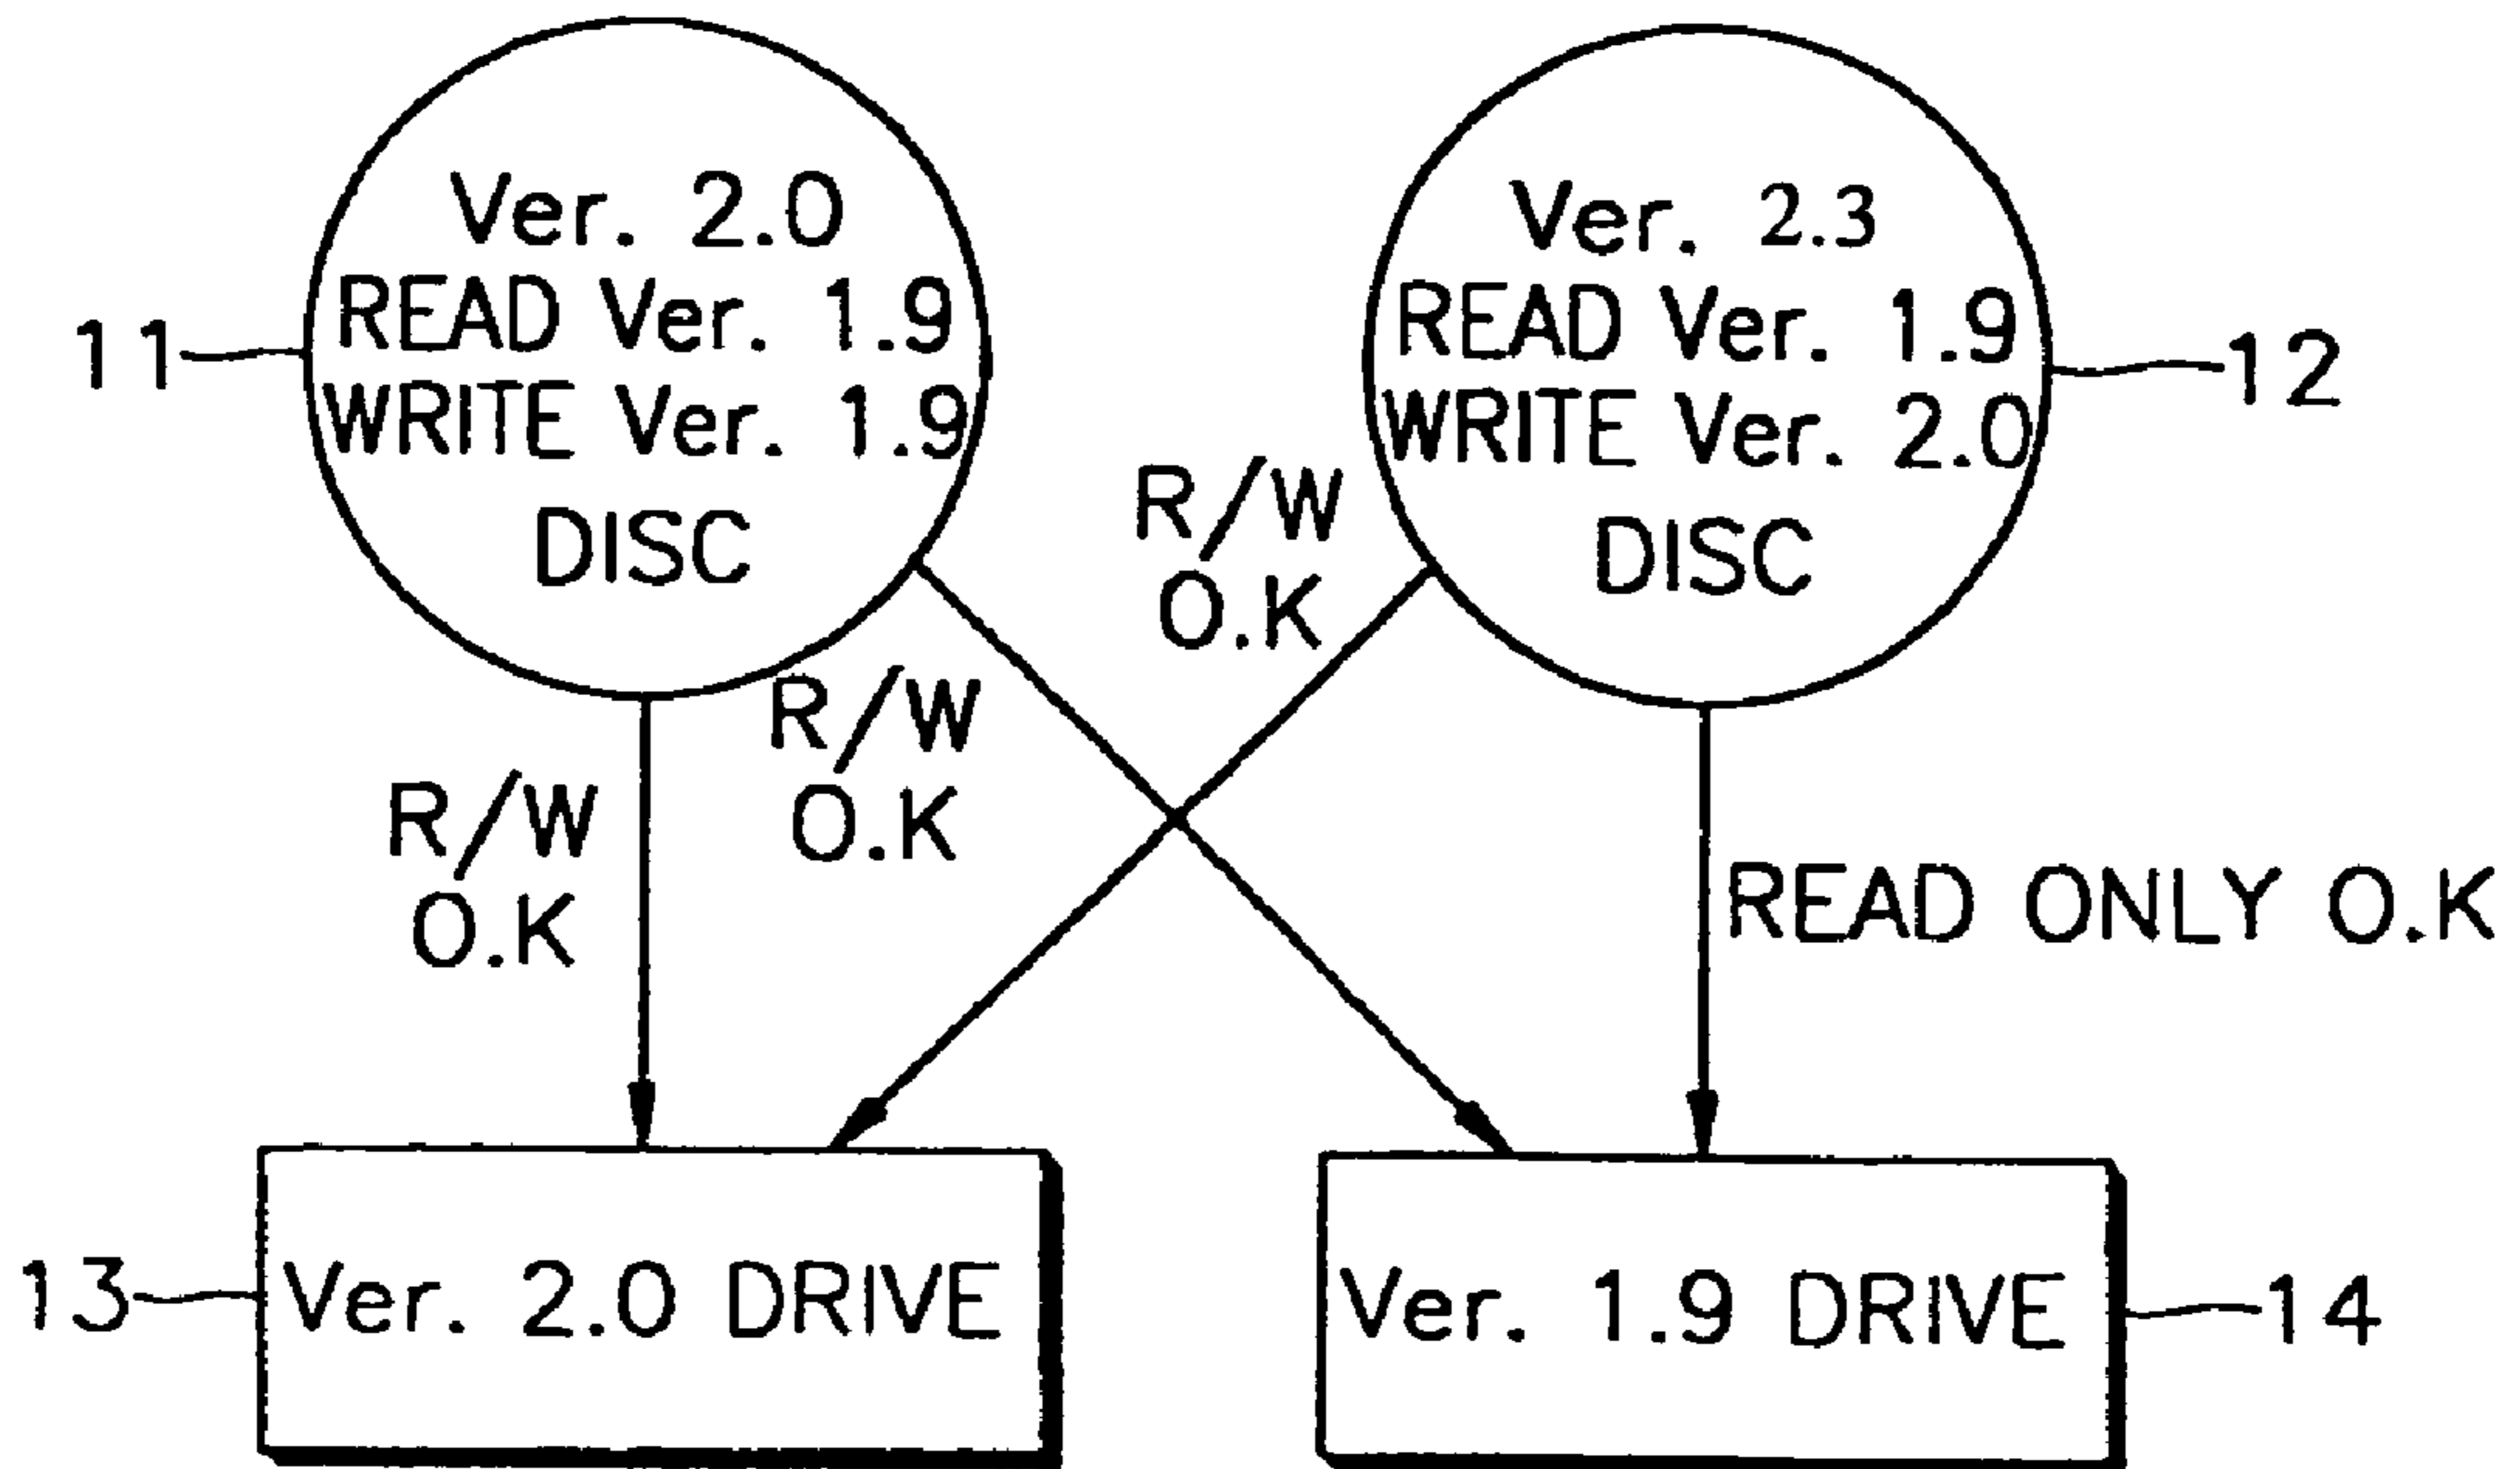 Ver. 2.0
READ Ver. 1.9
WRITE Ver. 1.9
DISC
11
Ver. 2.3
READ Ver. 1.9
WRITE Ver. 2.0
DISC
12
R/W
O.K
R/W
O.K
R/W
O.K
READ ONLY O.K
13
Ver. 2.0 DRIVE
Ver. 1.9 DRIVE
14